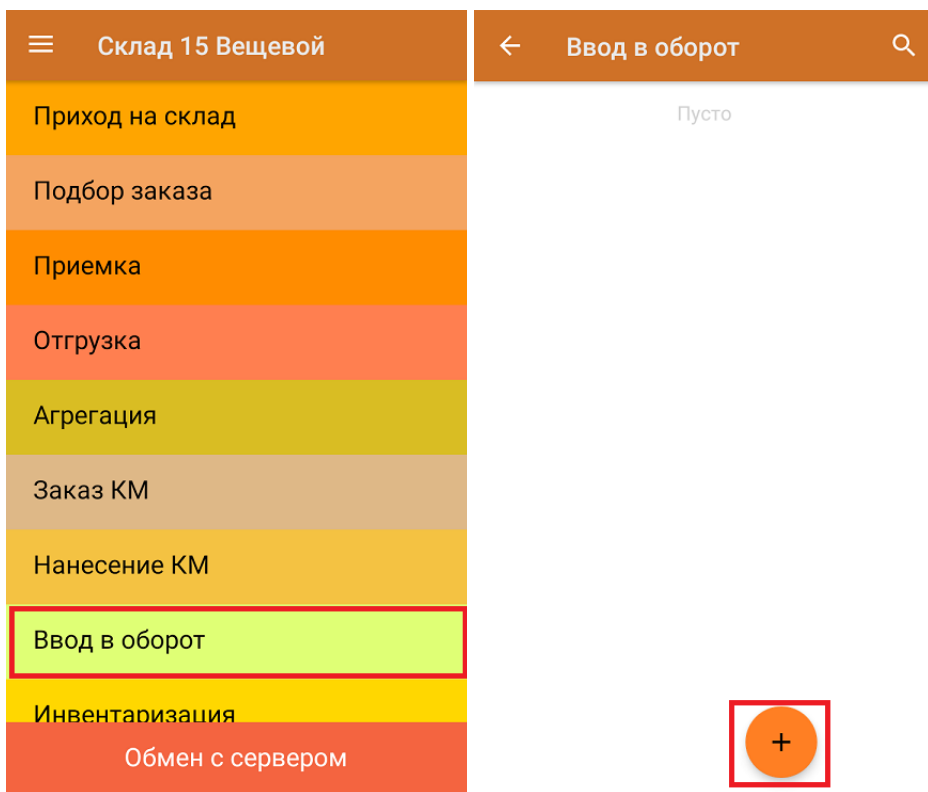 Склад 15 Вещевой
Приход на склад
Подбор заказа
Приемка
Отгрузка
Агрегация
Заказ КМ
Нанесение КМ
Ввод в оборот
Инвентаризация
Обмен с сервером
Ввод в оборот
Пусто
+